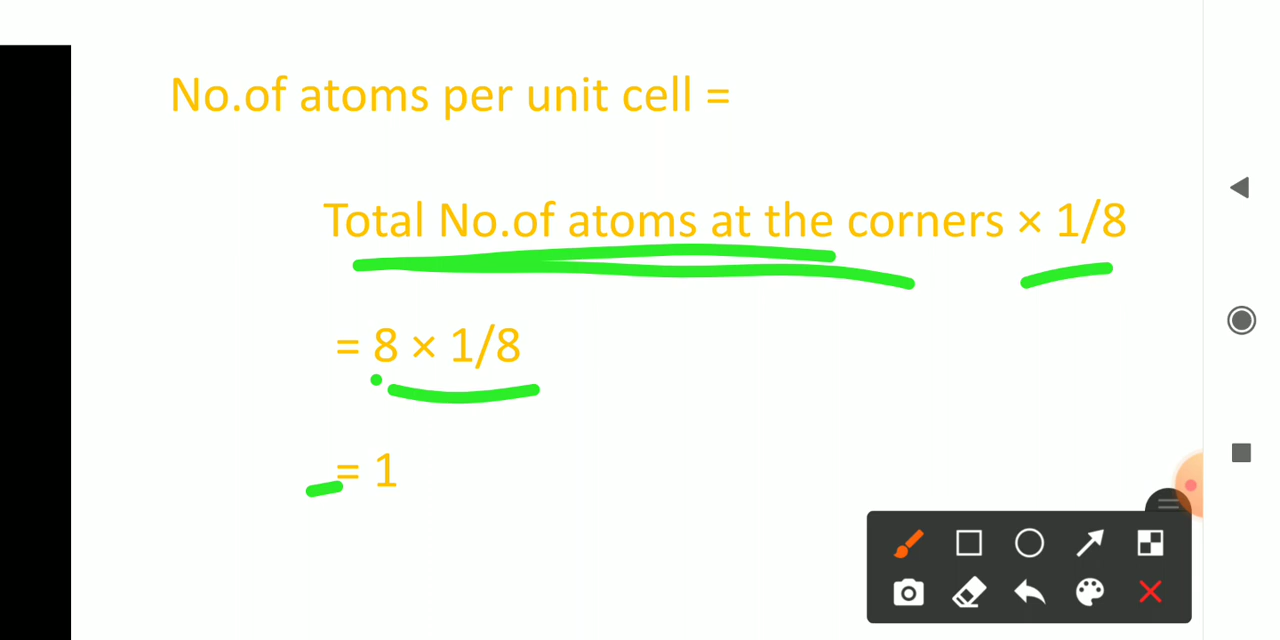 No.of atoms per unit cell =
Total No.of atoms at the corners × 1/8
= 8 × 1/8
= 1